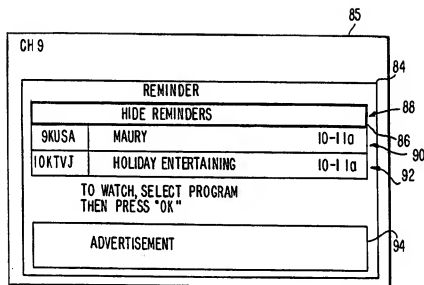 85
CH 9
84
REMINDER
HIDE REMINDERS
88
86
9KUSA MAURY 10-11a
90
10KTVJ HOLIDAY ENTERTAINING 10-11a
92
TO WATCH, SELECT PROGRAM
THEN PRESS "OK"
ADVERTISEMENT
94